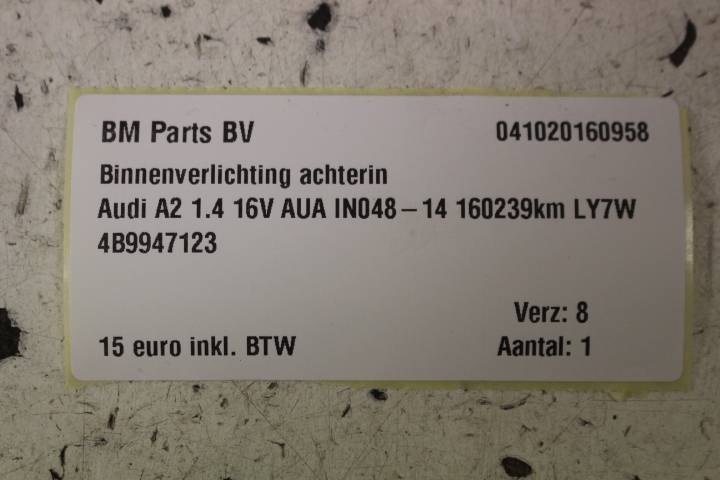 BM Parts BV 041020160958
Binnenverlichting achterin
Audi A2 1.4 16V AUA IN048-14 160239km LY7W
4B9947123
Verz: 8
15 euro inkl. BTW Aantal: 1